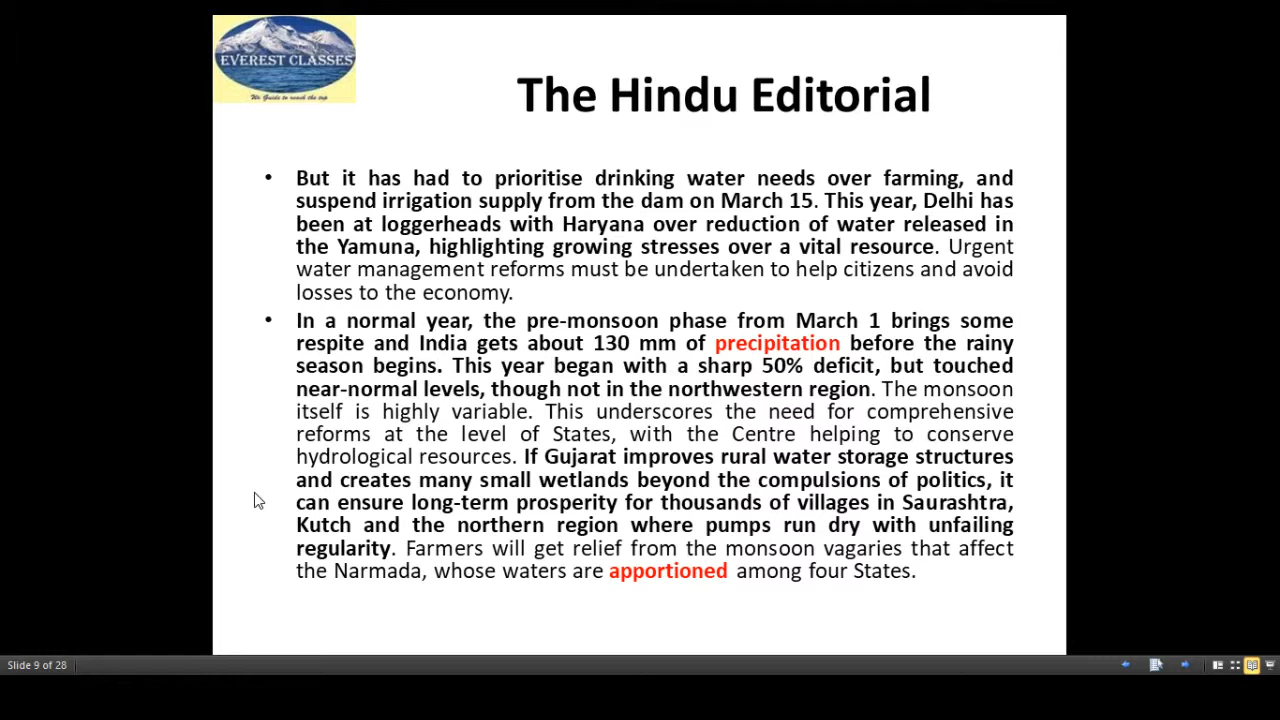 EVEREST CLASSES
We Guide to reach the top
The Hindu Editorial
• But it has had to prioritise drinking water needs over farming, and
suspend irrigation supply from the dam on March 15. This year, Delhi has
been at loggerheads with Haryana over reduction of water released in
the Yamuna, highlighting growing stresses over a vital resource. Urgent
water management reforms must be undertaken to help citizens and avoid
losses to the economy.
• In a normal year, the pre-monsoon phase from March 1 brings some
respite and India gets about 130 mm of precipitation before the rainy
season begins. This year began with a sharp 50% deficit, but touched
near-normal levels, though not in the northwestern region. The monsoon
itself is highly variable. This underscores the need for comprehensive
reforms at the level of States, with the Centre helping to conserve
hydrological resources. If Gujarat improves rural water storage structures
and creates many small wetlands beyond the compulsions of politics, it
can ensure long-term prosperity for thousands of villages in Saurashtra,
Kutch and the northern region where pumps run dry with unfailing
regularity. Farmers will get relief from the monsoon vagaries that affect
the Narmada, whose waters are apportioned among four States.
Slide 9 of 28